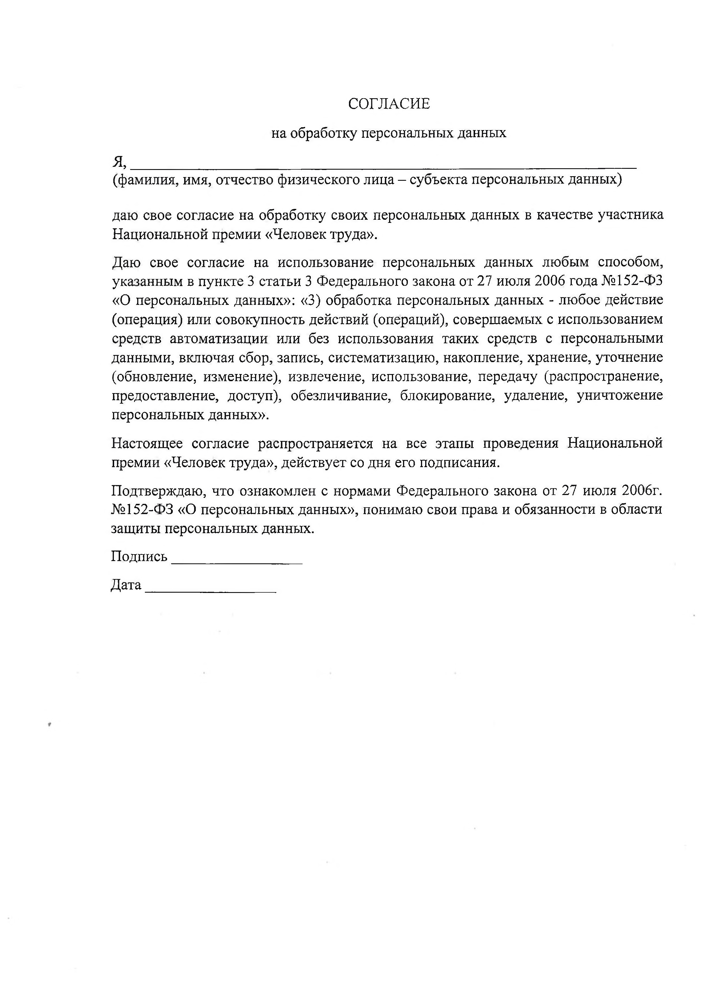 СОГЛАСИЕ
на обработку персональных данных
Я, ____________________________________________
(фамилия, имя, отчество физического лица – субъекта персональных данных)
даю свое согласие на обработку своих персональных данных в качестве участника
Национальной премии «Человек труда».
Даю свое согласие на использование персональных данных любым способом,
указанным в пункте 3 статьи 3 Федерального закона от 27 июля 2006 года №152-ФЗ
«О персональных данных»: «3) обработка персональных данных - любое действие
(операция) или совокупность действий (операций), совершаемых с использованием
средств автоматизации или без использования таких средств с персональными
данными, включая сбор, запись, систематизацию, накопление, хранение, уточнение
(обновление, изменение), извлечение, использование, передачу (распространение,
предоставление, доступ), обезличивание, блокирование, удаление, уничтожение
персональных данных».
Настоящее согласие распространяется на все этапы проведения Национальной
премии «Человек труда», действует со дня его подписания.
Подтверждаю, что ознакомлен с нормами Федерального закона от 27 июля 2006г.
№152-ФЗ «О персональных данных», понимаю свои права и обязанности в области
защиты персональных данных.
Подпись __________________
Дата __________________